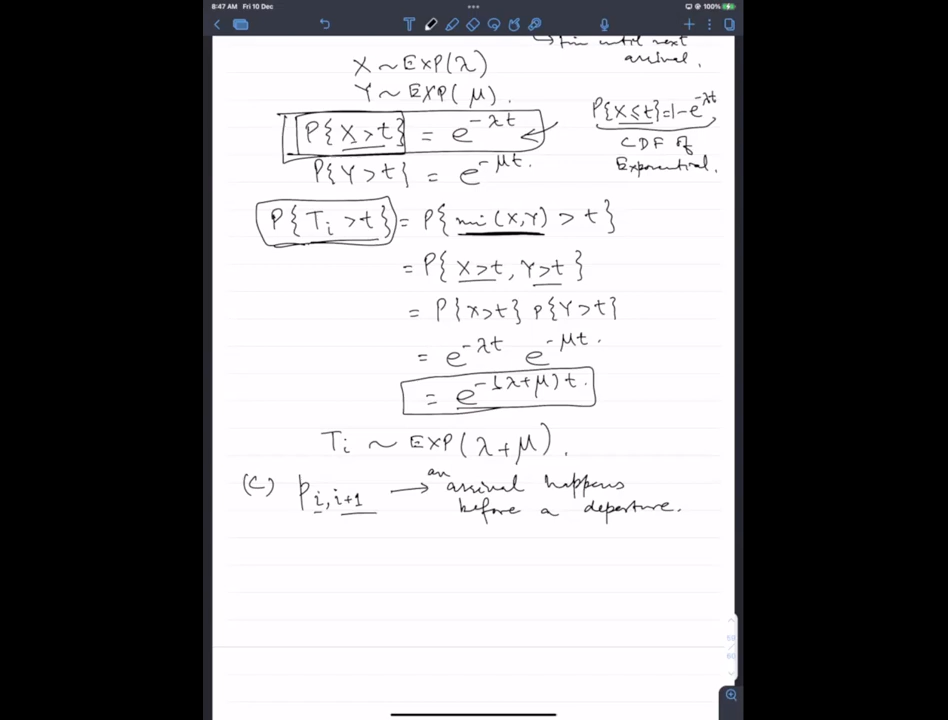 8:47 AM Fri 10 Dec
100%
T
until next
arrival.
X ~ EXP(λ)
Y ~ EXP(μ).
P{X≤t}=1-e^{-λt}
CDF of
Exponential.
P{X>t} = e^{-λt}
P{Y>t} = e^{-μt}.
P{T_i >t} = P{min(X,Y) > t}
= P{X>t, Y>t}
= P{X>t} P{Y>t}
= e^{-λt} e^{-μt}.
= e^{-(λ+μ)t}.
T_i ~ EXP(λ+μ).
(C) P_{i,i+1} → an arrival happens
before a departure.